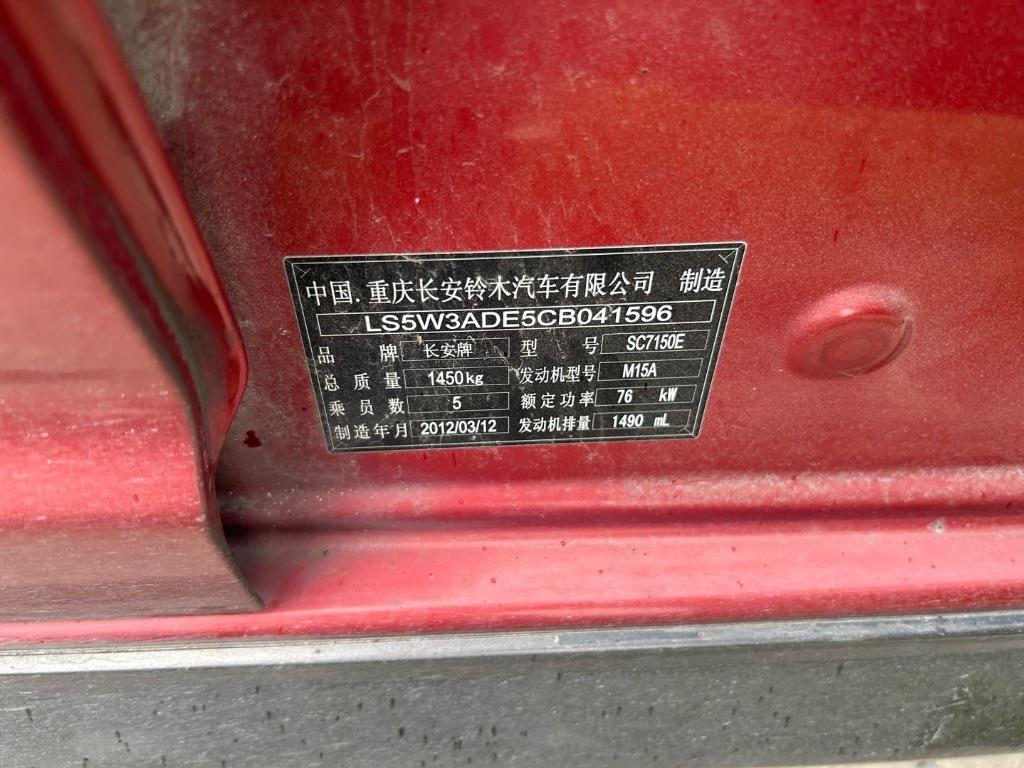 中国.重庆长安铃木汽车有限公司 制造
LS5W3ADE5CB041596
品牌 长安牌 型号 SC7150E
总质量 1450kg 发动机型号 M15A
乘员数 5 额定功率 76 kW
制造年月 2012/03/12 发动机排量 1490 mL